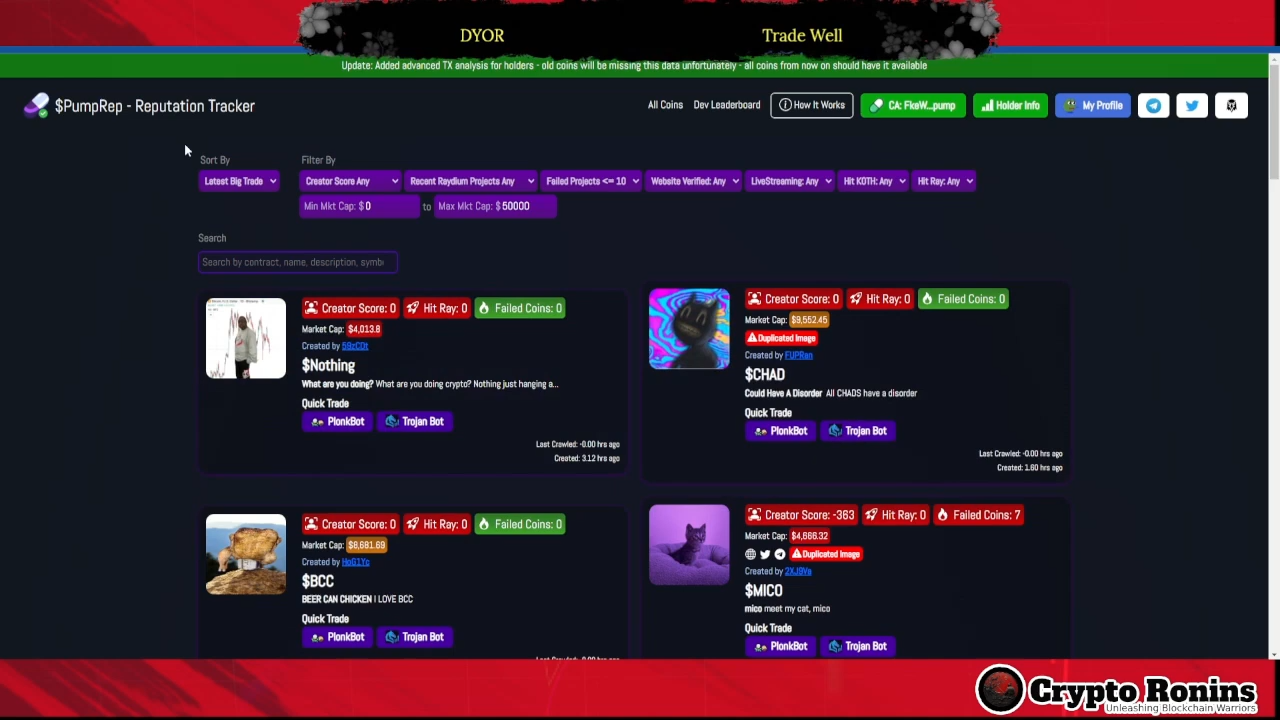 DYOR
Trade Well
Update: Added advanced TX analysis for holders - old coins will be missing this data unfortunately - all coins from now on should have it available
$PumpRep - Reputation Tracker
All Coins
Dev Leaderboard
How It Works
CA: FkeW...pump
Holder Info
My Profile
Sort By
Filter By
Latest Big Trade
Creator Score Any
Recent Raydium Projects Any
Failed Projects <= 10
Website Verified: Any
LiveStreaming: Any
Hit KOTH: Any
Hit Ray: Any
Min Mkt Cap: $ 0
to
Max Mkt Cap: $ 50000
Search
Search by contract, name, description, symb
Creator Score: 0
Hit Ray: 0
Failed Coins: 0
Market Cap: $4,013.8
Created by 59zCDt
$Nothing
What are you doing? What are you doing crypto? Nothing just hanging a...
Quick Trade
PlonkBot
Trojan Bot
Last Crawled: -0.00 hrs ago
Created: 3.12 hrs ago
Creator Score: 0
Hit Ray: 0
Failed Coins: 0
Market Cap: $9,552.45
Duplicated Image
Created by FUPRan
$CHAD
Could Have A Disorder All CHADS have a disorder
Quick Trade
PlonkBot
Trojan Bot
Last Crawled: -0.00 hrs ago
Created: 1.60 hrs ago
Creator Score: 0
Hit Ray: 0
Failed Coins: 0
Market Cap: $8,681.69
Created by HoG1Yc
$BCC
BEER CAN CHICKEN I LOVE BCC
Quick Trade
PlonkBot
Trojan Bot
Creator Score: -363
Hit Ray: 0
Failed Coins: 7
Market Cap: $4,666.32
Duplicated Image
Created by 2XJ9Va
$MICO
mico meet my cat, mico
Quick Trade
PlonkBot
Trojan Bot
Crypto Ronins
Unleashing Blockchain Warriors